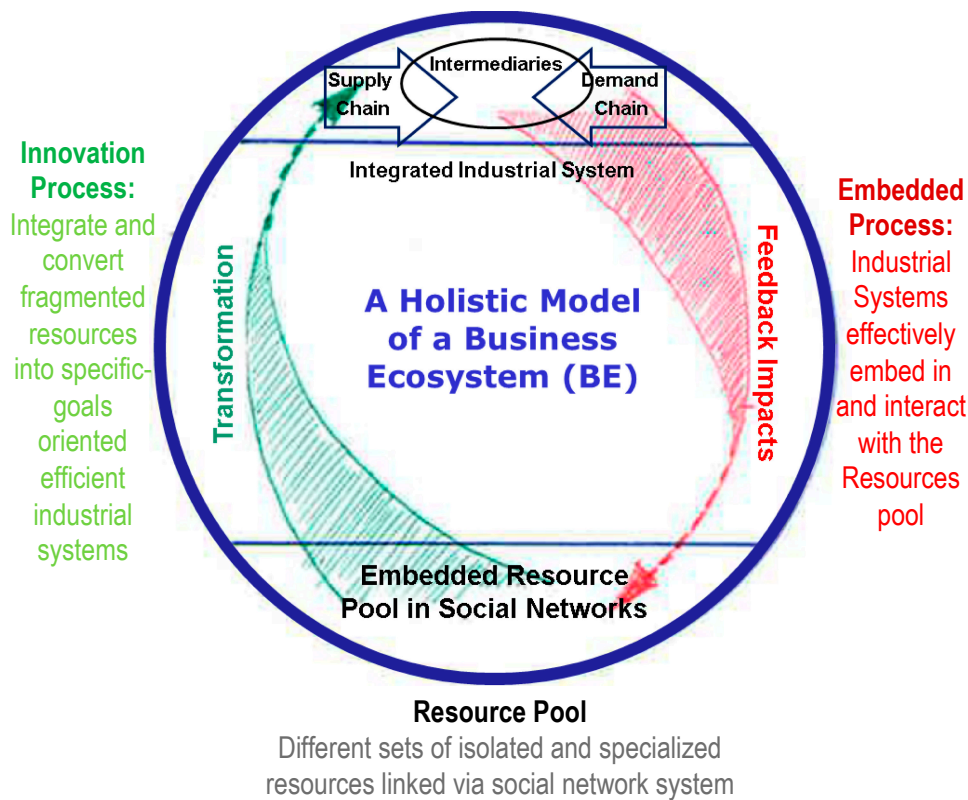 Intermediaries
Supply
Chain
Demand
Chain
Integrated Industrial System
Innovation
Process:
Integrate and
convert
fragmented
resources
into specific-
goals
oriented
efficient
industrial
systems
Transformation
A Holistic Model
of a Business
Ecosystem (BE)
Feedback Impacts
Embedded
Process:
Industrial
Systems
effectively
embed in
and interact
with the
Resources
pool
Embedded Resource
Pool in Social Networks
Resource Pool
Different sets of isolated and specialized
resources linked via social network system